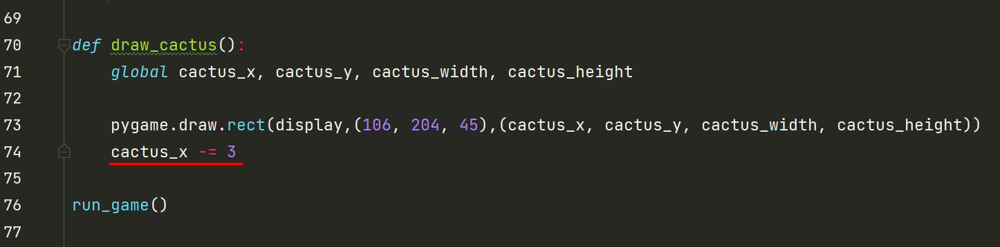 69
70 def draw_cactus():
71 global cactus_x, cactus_y, cactus_width, cactus_height
72
73 pygame.draw.rect(display,(106, 204, 45),(cactus_x, cactus_y, cactus_width, cactus_height))
74 cactus_x -= 3
75
76 run_game()
77